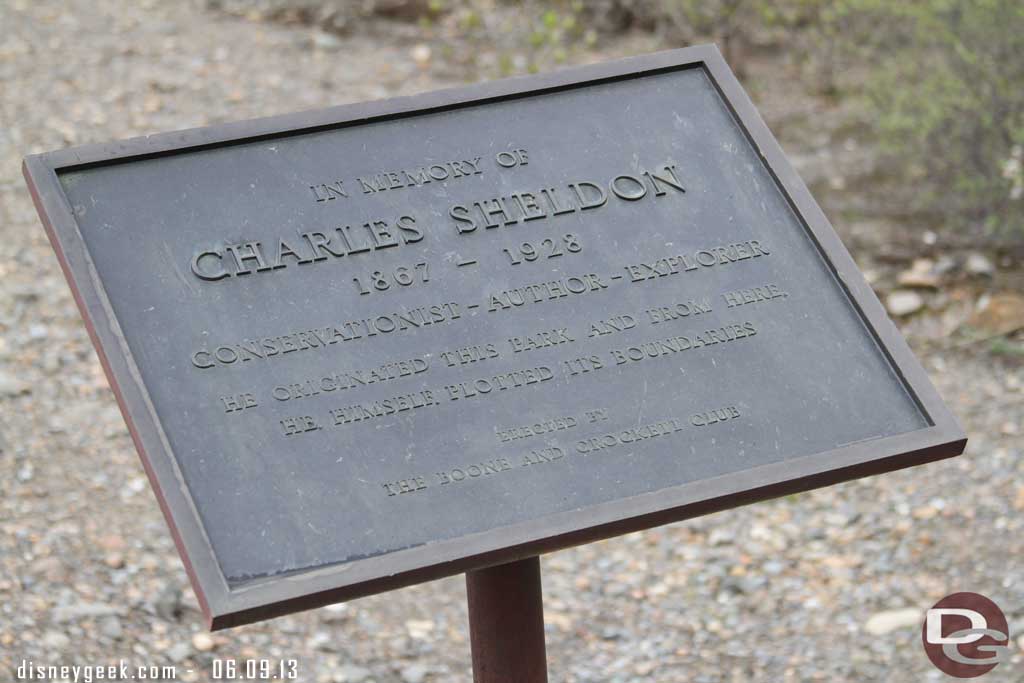 IN MEMORY OF
CHARLES SHELDON
1867 – 1928
CONSERVATIONIST – AUTHOR – EXPLORER
HE ORIGINATED THIS PARK AND FROM HERE,
HE, HIMSELF, PLOTTED ITS BOUNDARIES
ERECTED BY
THE BOONE AND CROCKETT CLUB
disneygeek.com - 06.09.13
DG